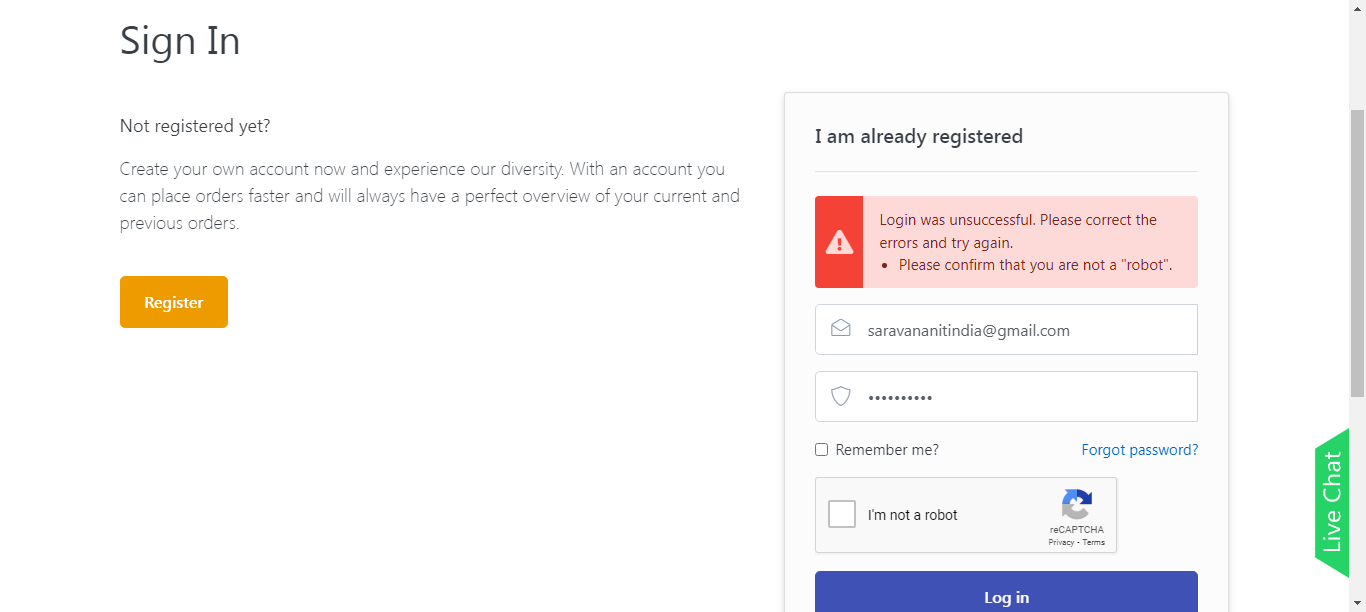 Sign In
Not registered yet?
Create your own account now and experience our diversity. With an account you
can place orders faster and will always have a perfect overview of your current and
previous orders.
Register
I am already registered
Login was unsuccessful. Please correct the
errors and try again.
Please confirm that you are not a "robot".
saravananitindia@gmail.com
••••••••••
Remember me?
Forgot password?
I'm not a robot
reCAPTCHA
Privacy - Terms
Log in
Live Chat